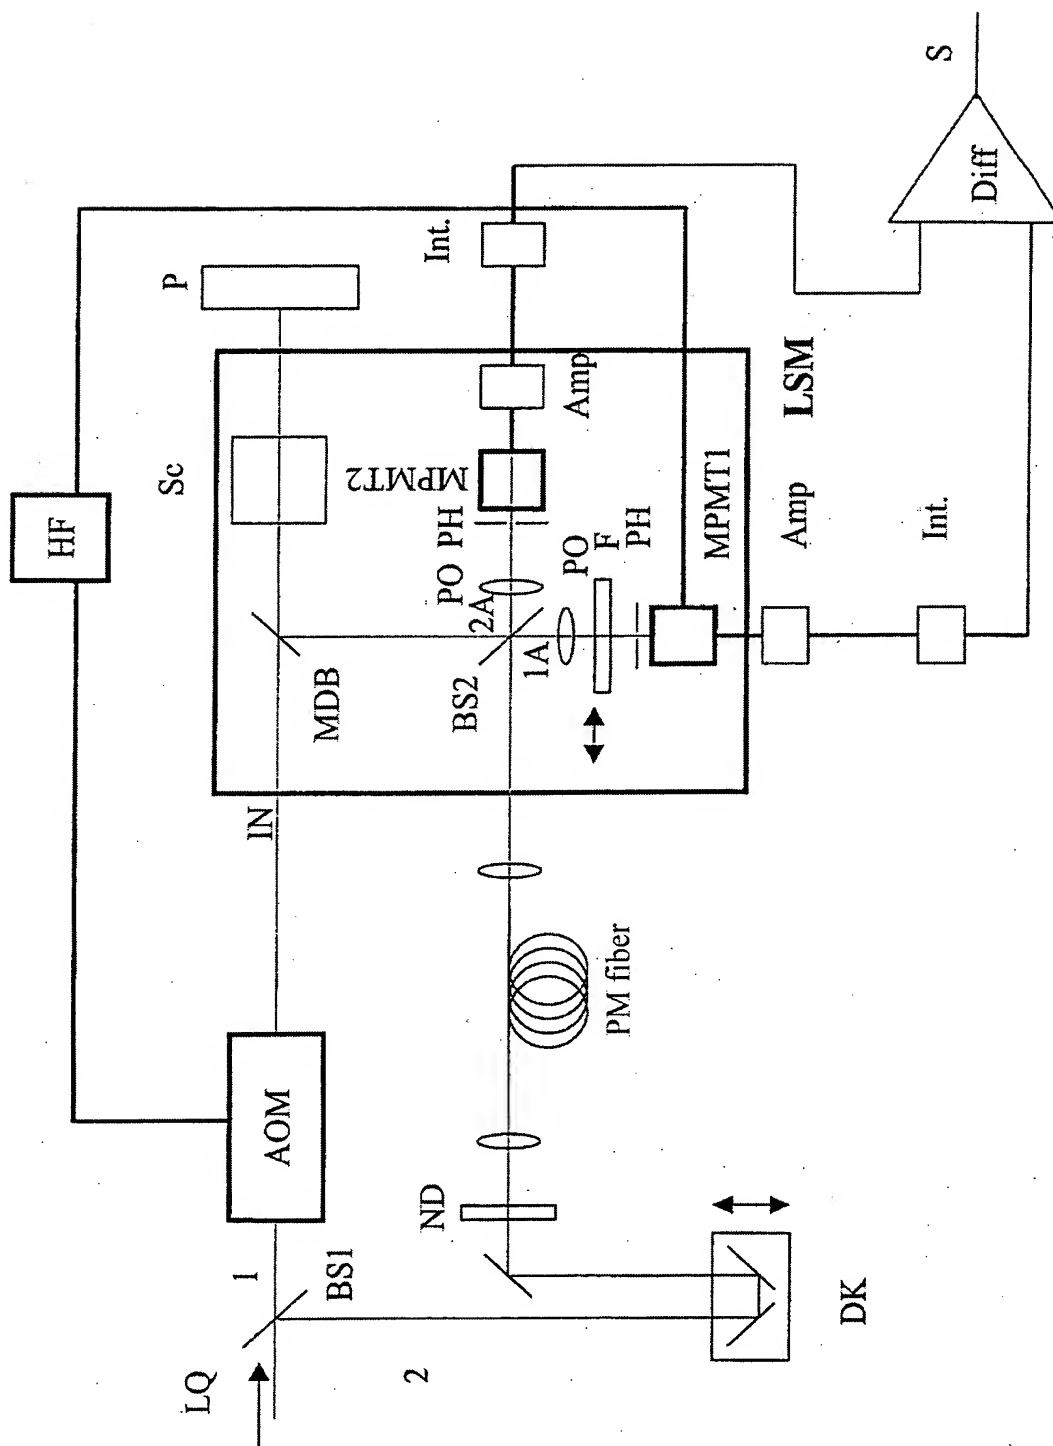 S
Diff
Int.
P
HF
Sc
Amp
LSM
MPMT2
PO PH
PO
F
PH
MPMT1
Amp
Int.
2A
1A
MDB
BS2
IN
PM fiber
AOM
ND
1
BS1
DK
LQ
2